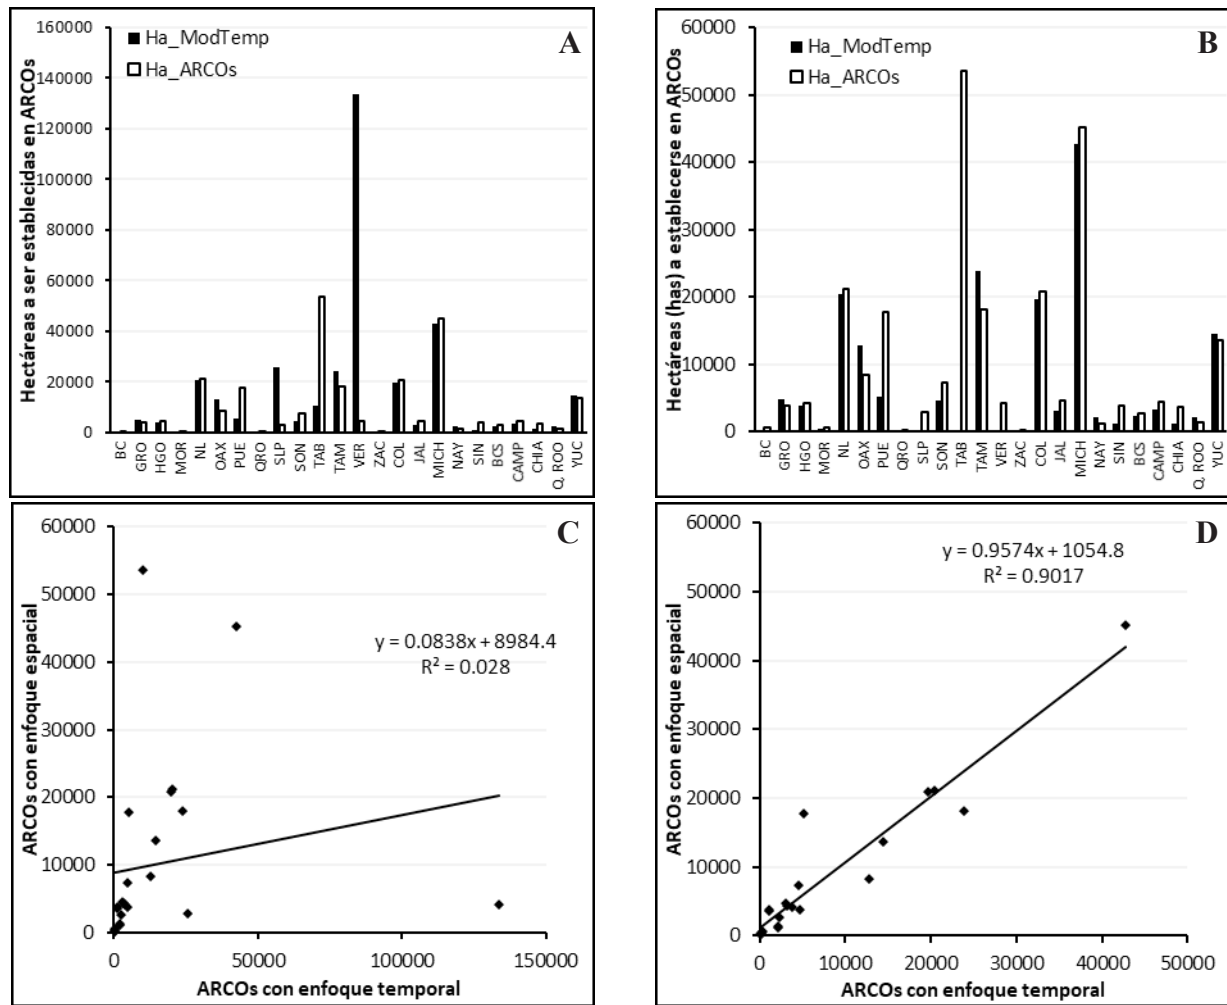 A
Hectáreas a ser establecidas en ARCOs
Ha_ModTemp
Ha_ARCOs
160000
140000
120000
100000
80000
60000
40000
20000
0
BC
GRO
HGO
MOR
NL
OAX
PUE
QRO
SLP
SON
TAB
TAM
VER
ZAC
COL
JAL
MICH
NAY
SIN
BCS
CAMP
CHIA
Q. ROO
YUC
B
Hectáreas (has) a establecerse en ARCOs
Ha_ModTemp
Ha_ARCOs
60000
50000
40000
30000
20000
10000
0
BC
GRO
HGO
MOR
NL
OAX
PUE
QRO
SLP
SON
TAB
TAM
VER
ZAC
COL
JAL
MICH
NAY
SIN
BCS
CAMP
CHIA
Q. ROO
YUC
C
ARCOs con enfoque espacial
60000
50000
40000
30000
20000
10000
0
y = 0.0838x + 8984.4
R² = 0.028
0 50000 100000 150000
ARCOs con enfoque temporal
D
ARCOs con enfoque espacial
60000
50000
40000
30000
20000
10000
0
y = 0.9574x + 1054.8
R² = 0.9017
0 10000 20000 30000 40000 50000
ARCOs con enfoque temporal